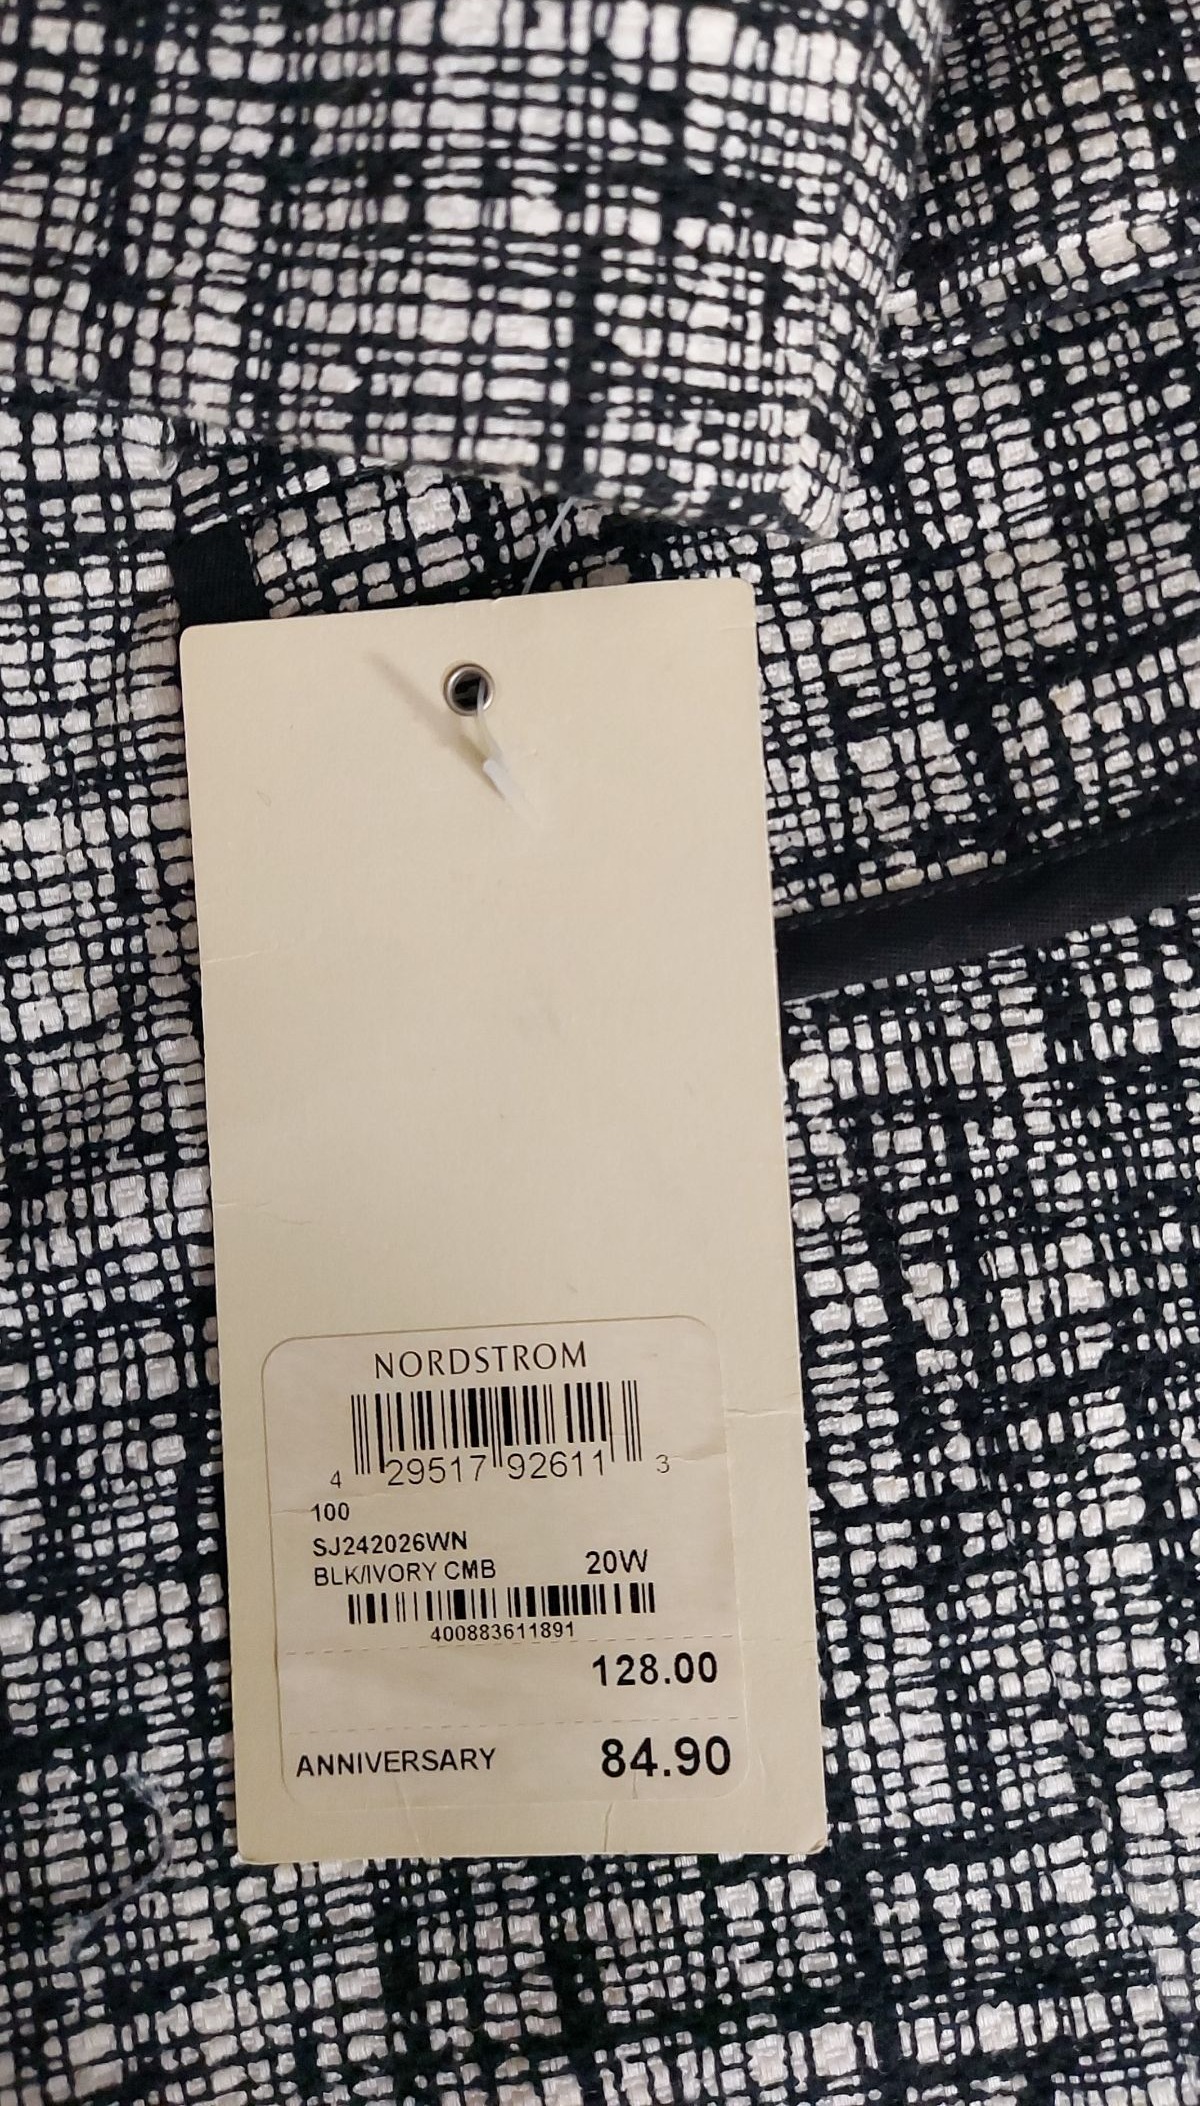 NORDSTROM
4 29517 92611 3
100
SJ242026WN
BLK/IVORY CMB 20W
400883611891
128.00
ANNIVERSARY 84.90